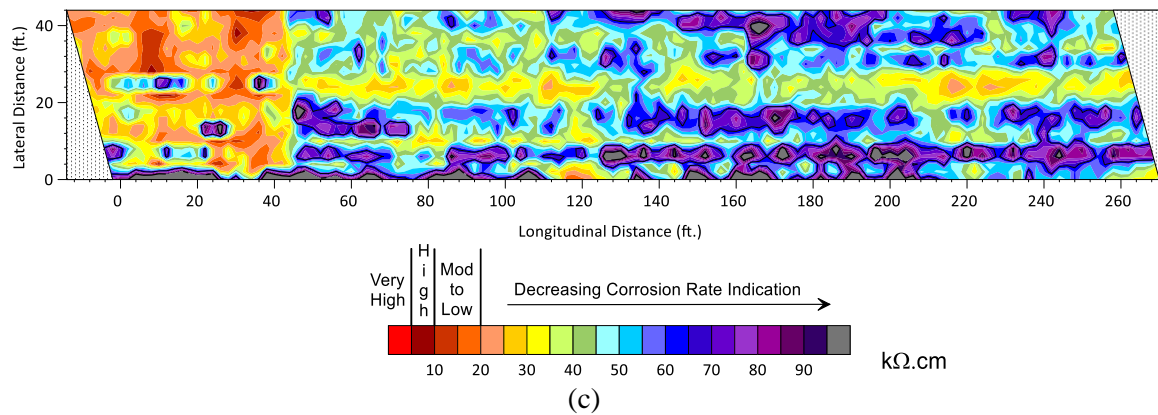 Lateral Distance (ft.)
40
20
0
0 20 40 60 80 100 120 140 160 180 200 220 240 260
Longitudinal Distance (ft.)
Very
High
H
i
g
h
Mod
to
Low
Decreasing Corrosion Rate Indication
10 20 30 40 50 60 70 80 90
kΩ.cm
(c)